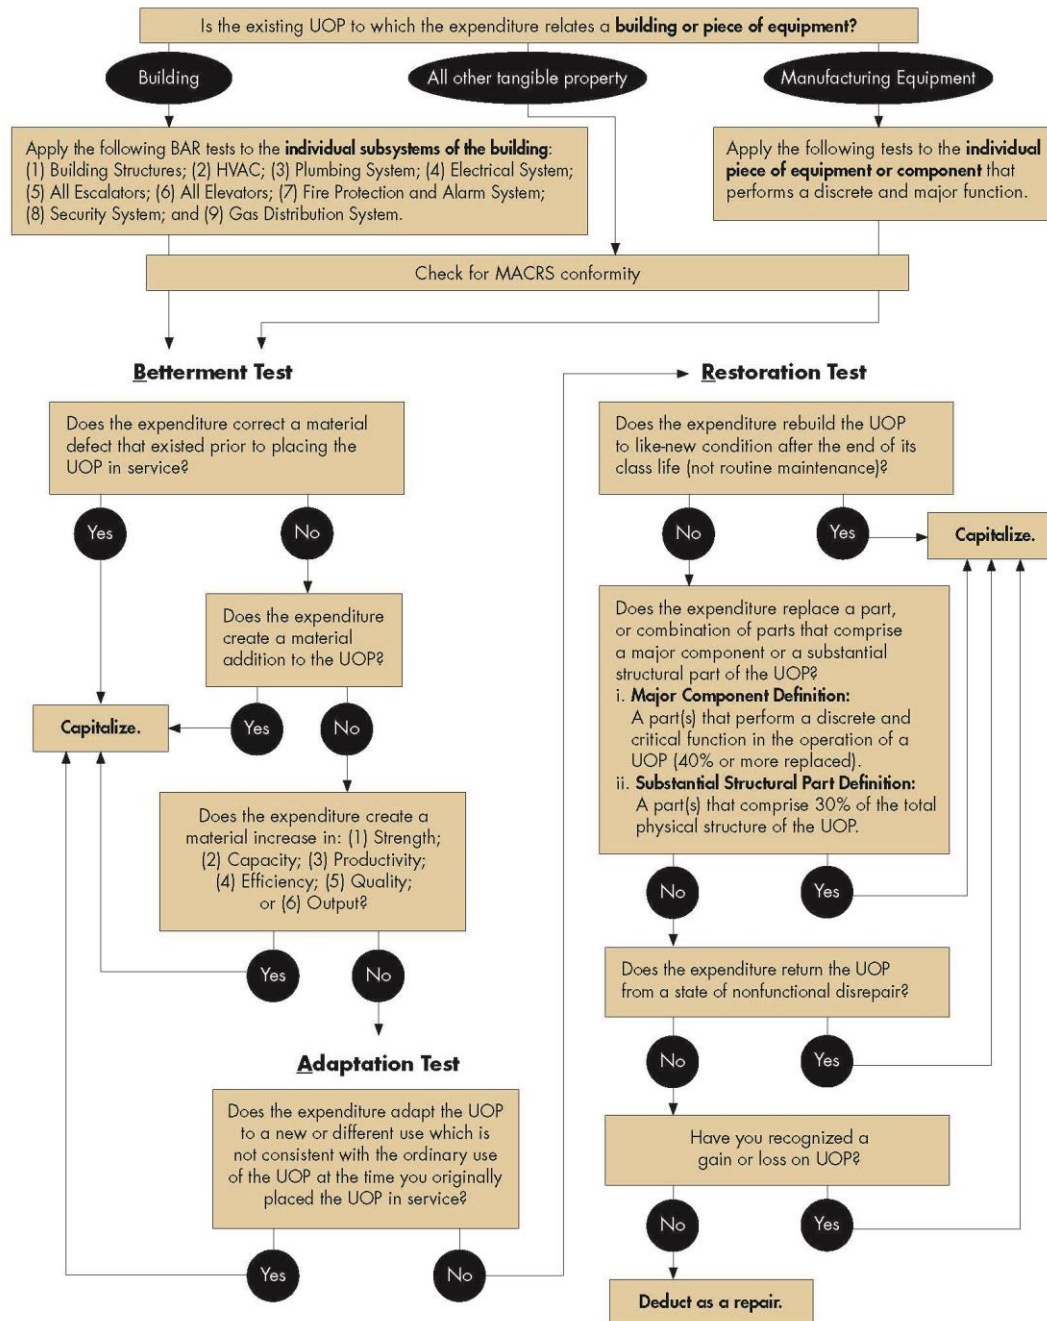 Is the existing UOP to which the expenditure relates a building or piece of equipment?
Building
All other tangible property
Manufacturing Equipment
Apply the following BAR tests to the individual subsystems of the building:
(1) Building Structures; (2) HVAC; (3) Plumbing System; (4) Electrical System;
(5) All Escalators; (6) All Elevators; (7) Fire Protection and Alarm System;
(8) Security System; and (9) Gas Distribution System.
Apply the following tests to the individual
piece of equipment or component that
performs a discrete and major function.
Check for MACRS conformity
Betterment Test
Does the expenditure correct a material
defect that existed prior to placing the
UOP in service?
Yes
No
Does the expenditure
create a material
addition to the UOP?
Capitalize.
Yes
No
Does the expenditure create a
material increase in: (1) Strength;
(2) Capacity; (3) Productivity;
(4) Efficiency; (5) Quality;
or (6) Output?
Yes
No
Adaptation Test
Does the expenditure adapt the UOP
to a new or different use which is
not consistent with the ordinary use
of the UOP at the time you originally
placed the UOP in service?
Yes
No
Restoration Test
Does the expenditure rebuild the UOP
to like-new condition after the end of its
class life (not routine maintenance)?
No
Yes
Capitalize.
Does the expenditure replace a part,
or combination of parts that comprise
a major component or a substantial
structural part of the UOP?
i. Major Component Definition:
A part(s) that perform a discrete and
critical function in the operation of a
UOP (40% or more replaced).
ii. Substantial Structural Part Definition:
A part(s) that comprise 30% of the total
physical structure of the UOP.
No
Yes
Does the expenditure return the UOP
from a state of nonfunctional disrepair?
No
Yes
Have you recognized a
gain or loss on UOP?
No
Yes
Deduct as a repair.